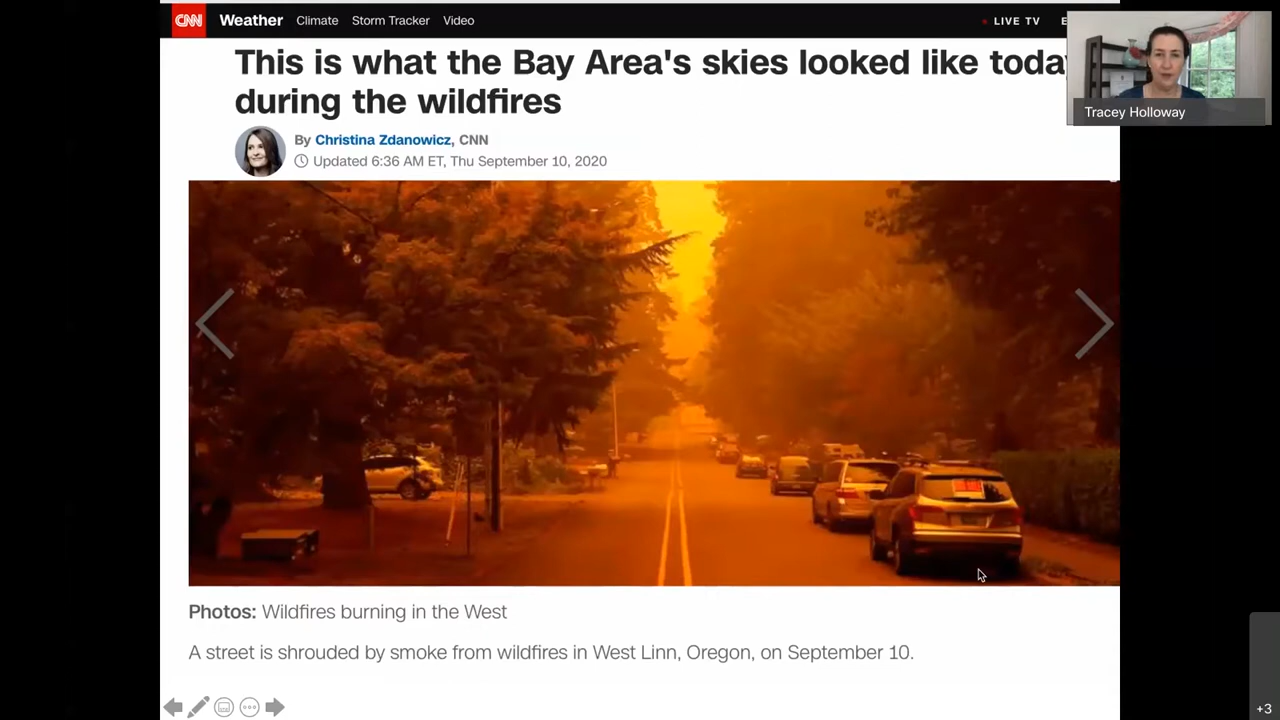 CNN Weather Climate Storm Tracker Video LIVE TV E
This is what the Bay Area's skies looked like toda
during the wildfires
By Christina Zdanowicz, CNN
Updated 6:36 AM ET, Thu September 10, 2020
Tracey Holloway
Photos: Wildfires burning in the West
A street is shrouded by smoke from wildfires in West Linn, Oregon, on September 10.
+3